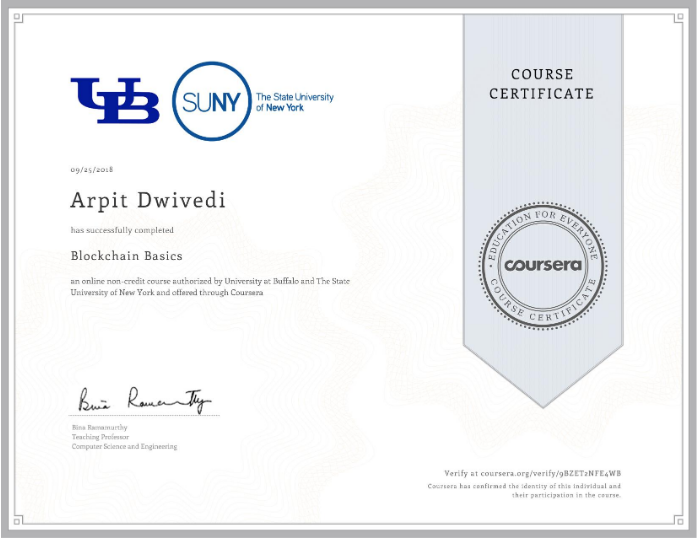 UB
SUNY
The State University
of New York
COURSE
CERTIFICATE
09/25/2018
Arpit Dwivedi
has successfully completed
Blockchain Basics
an online non-credit course authorized by University at Buffalo and The State
University of New York and offered through Coursera
EDUCATION FOR EVERYONE
coursera
COURSE CERTIFICATE
Bina Ramamurthy
Teaching Professor
Computer Science and Engineering
Verify at coursera.org/verify/9BZET2NFE4WB
Coursera has confirmed the identity of this individual and
their participation in the course.